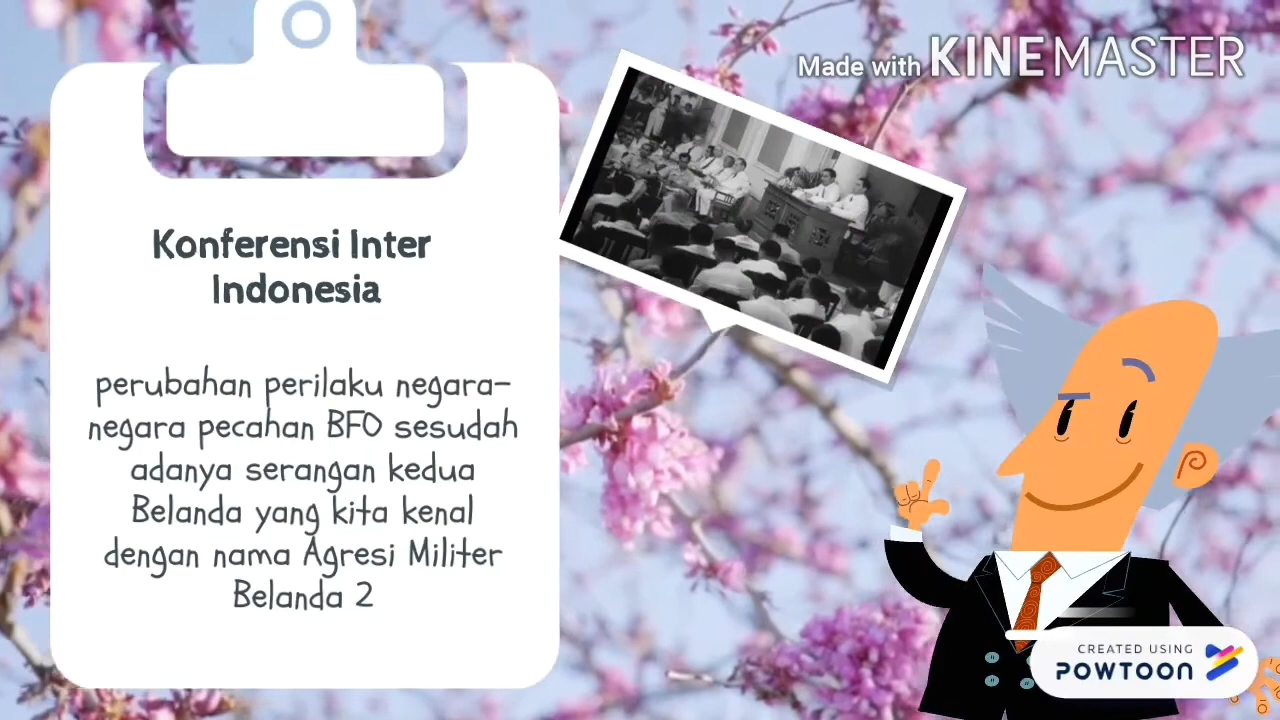 Made with KINEMASTER
Konferensi Inter
Indonesia
perubahan perilaku negara-
negara pecahan BFO sesudah
adanya serangan kedua
Belanda yang kita kenal
dengan nama Agresi Militer
Belanda 2
CREATED USING
POWTOON